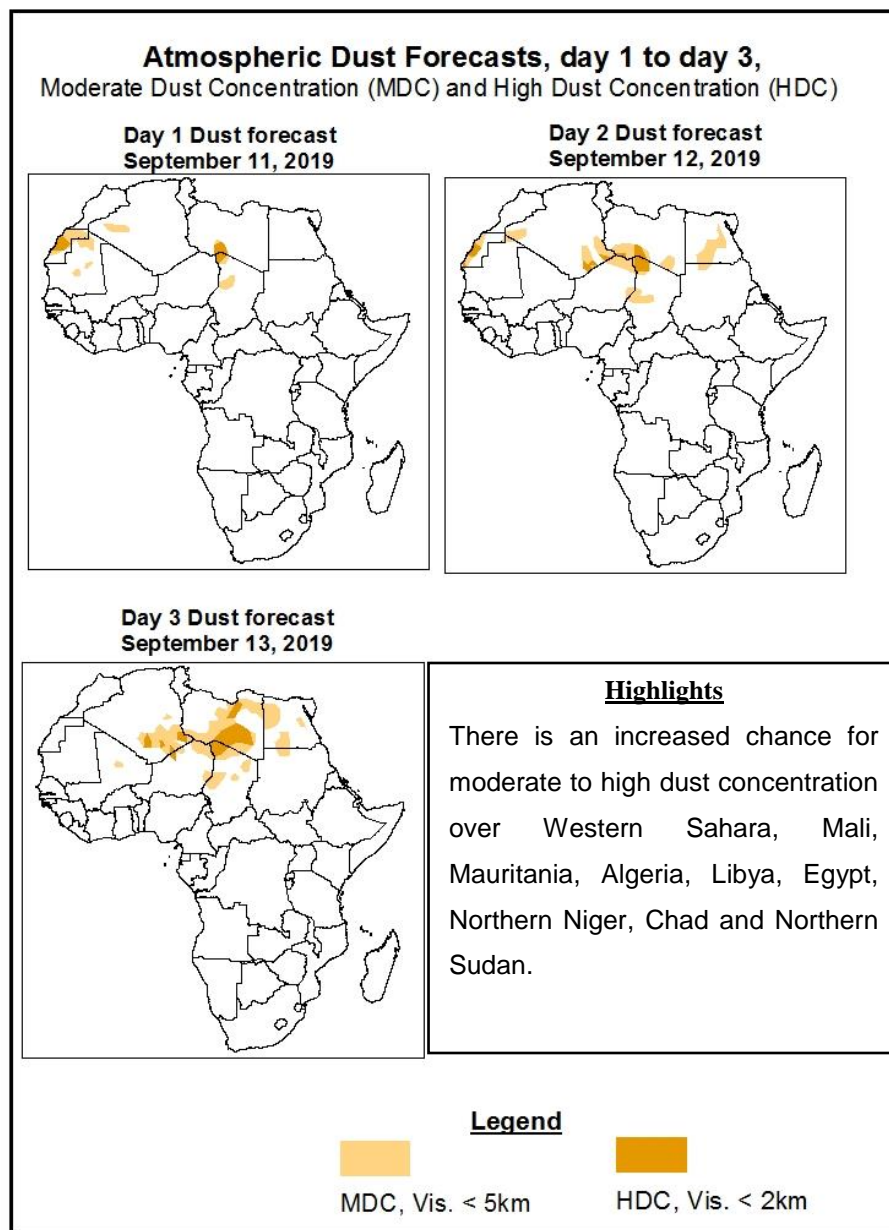 Atmospheric Dust Forecasts, day 1 to day 3,
Moderate Dust Concentration (MDC) and High Dust Concentration (HDC)
Day 1 Dust forecast
September 11, 2019
Day 2 Dust forecast
September 12, 2019
Day 3 Dust forecast
September 13, 2019
Highlights
There is an increased chance for
moderate to high dust concentration
over Western Sahara, Mali,
Mauritania, Algeria, Libya, Egypt,
Northern Niger, Chad and Northern
Sudan.
Legend
MDC, Vis. < 5km
HDC, Vis. < 2km